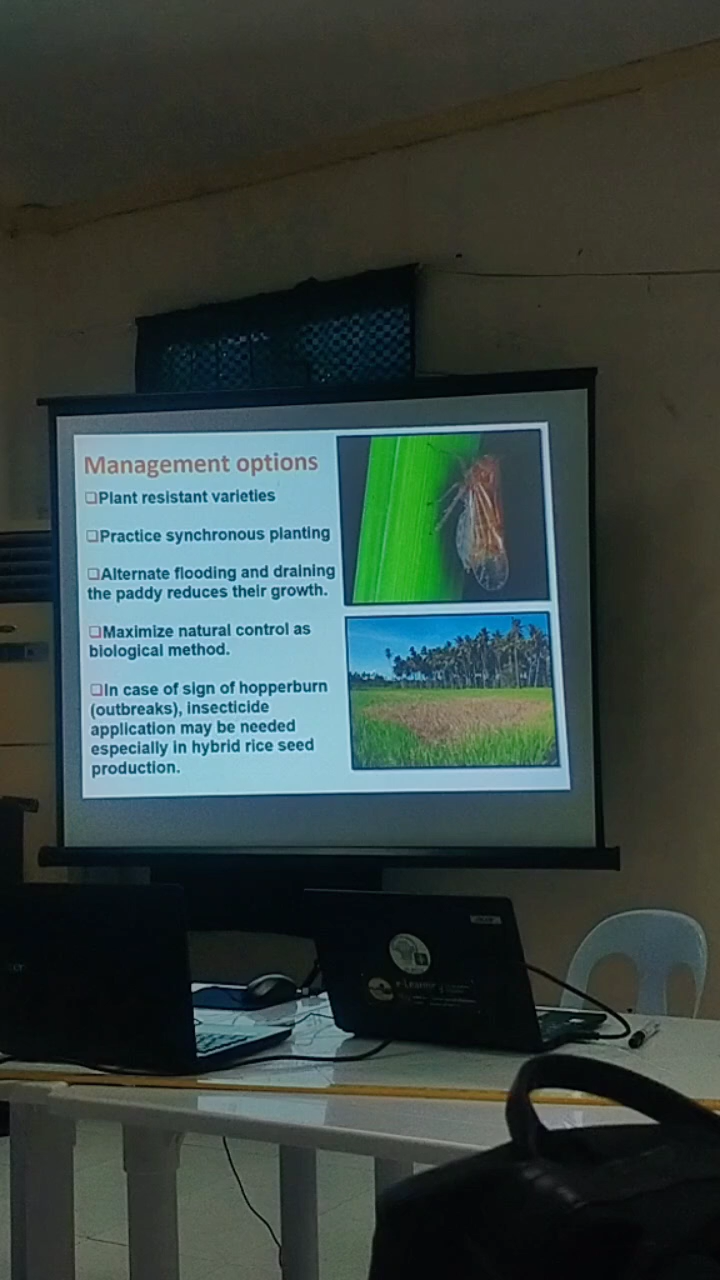 Management options
❑Plant resistant varieties
❑Practice synchronous planting
❑Alternate flooding and draining
the paddy reduces their growth.
❑Maximize natural control as
biological method.
❑In case of sign of hopperburn
(outbreaks), insecticide
application may be needed
especially in hybrid rice seed
production.